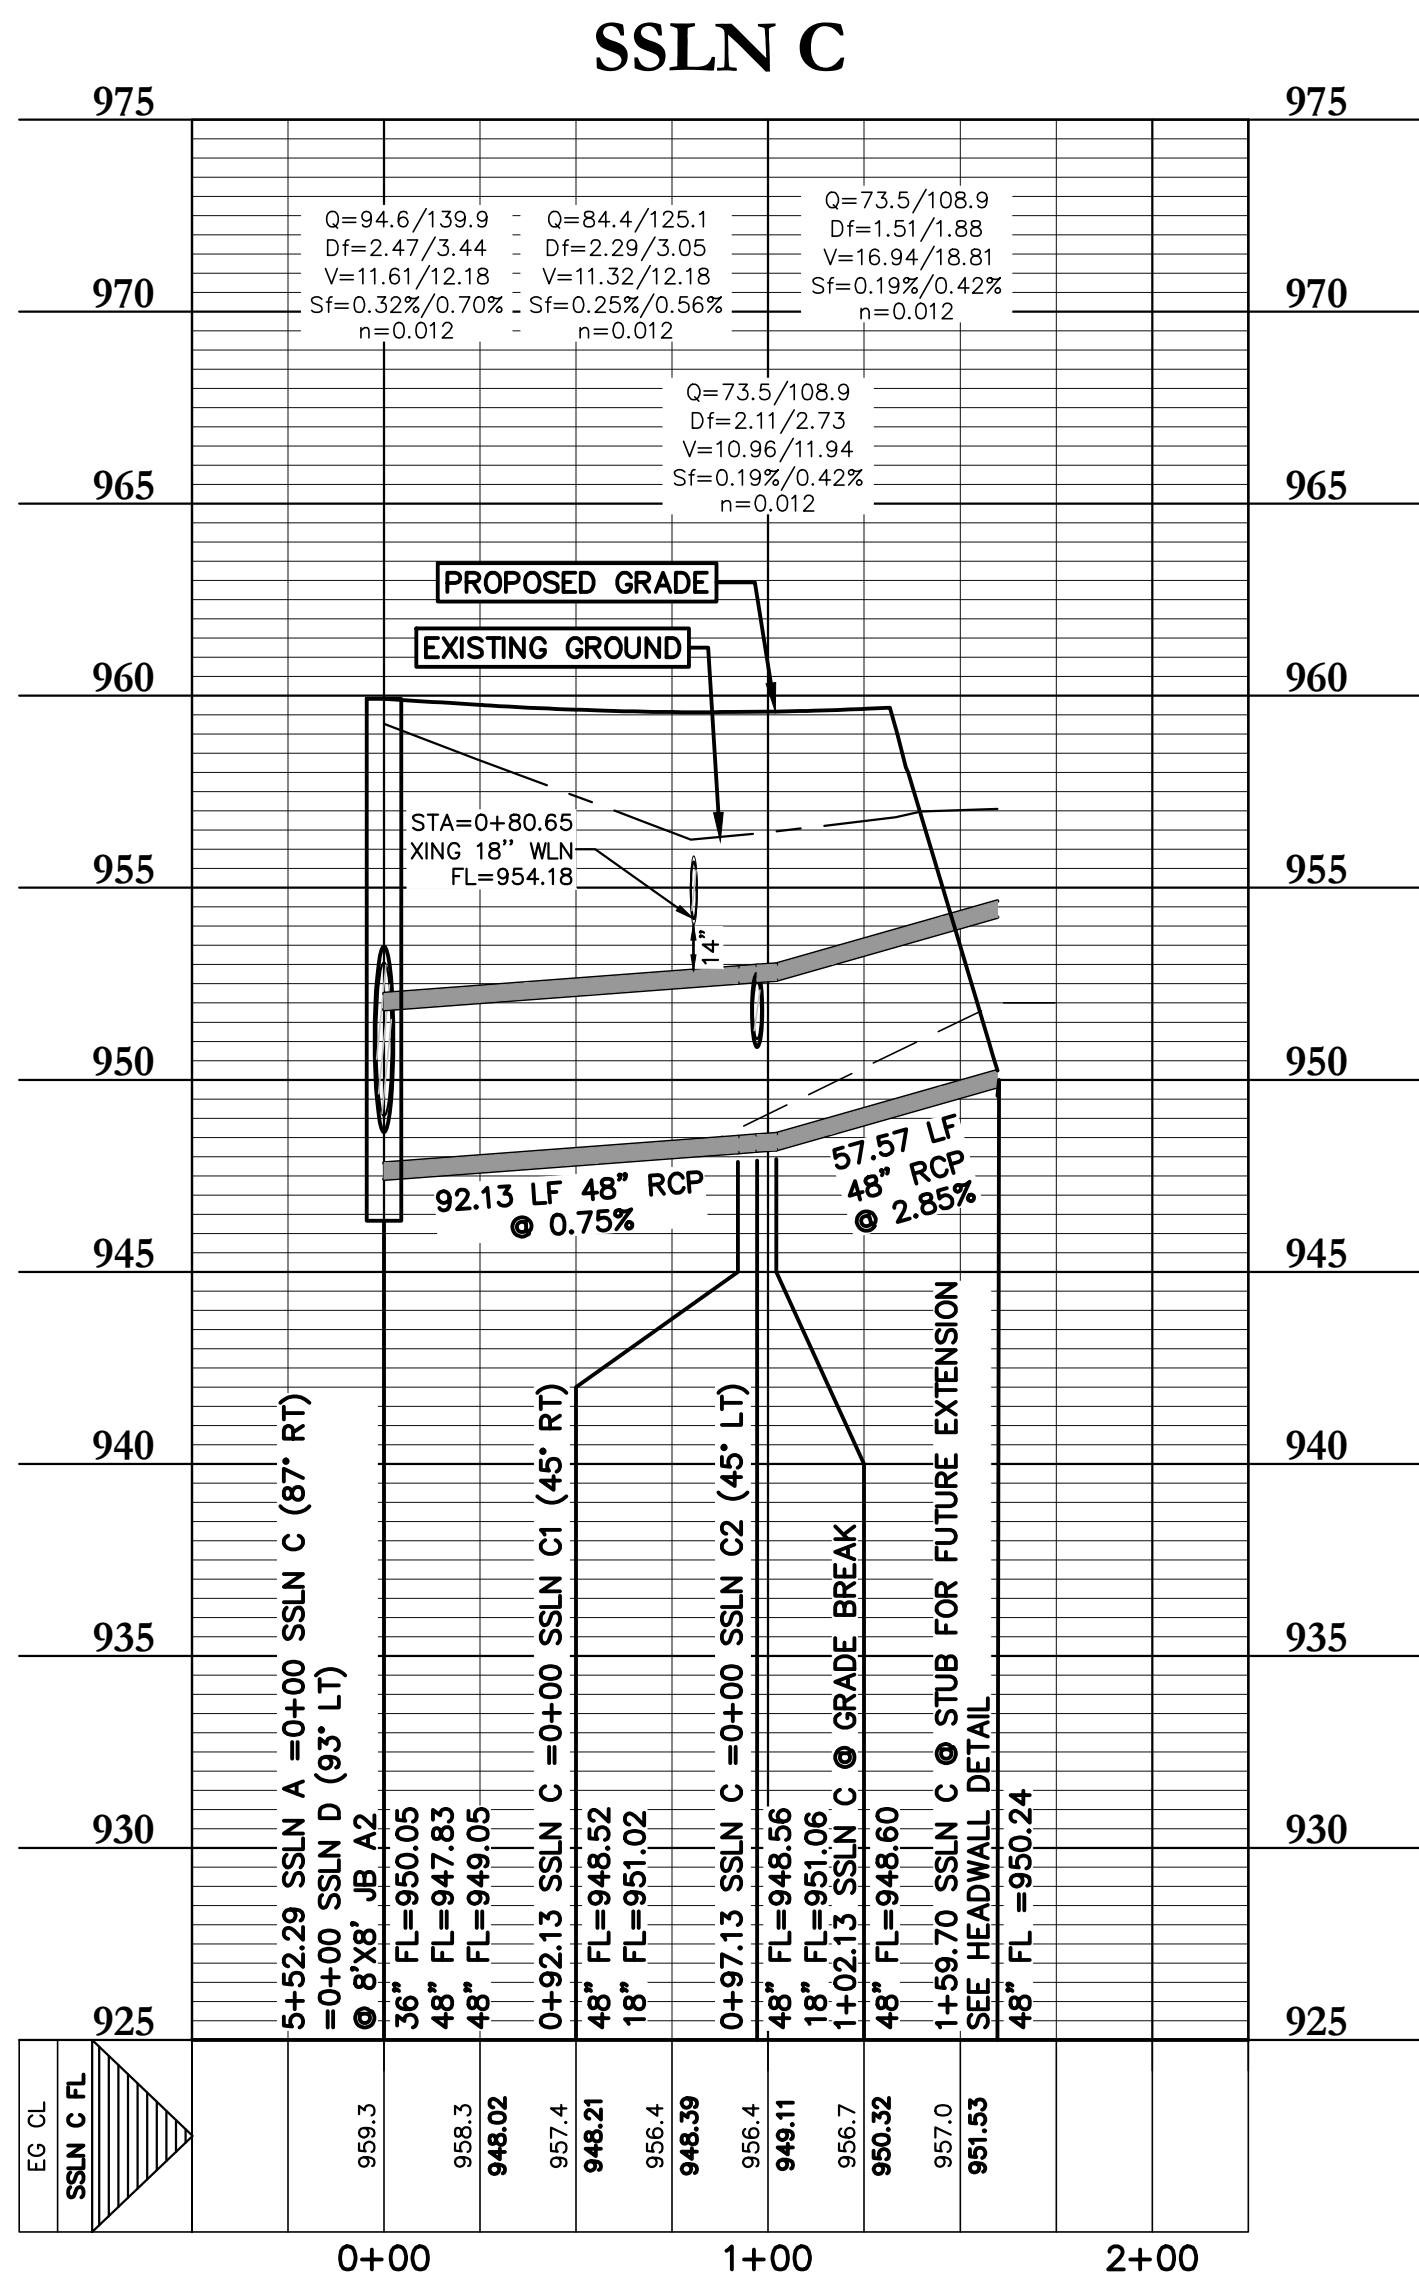 SSLN C
975
975
970
970
965
965
960
960
955
955
950
950
945
945
940
940
935
935
930
930
925
925
Q=94.6/139.9
Df=2.47/3.44
V=11.61/12.18
Sf=0.32%/0.70%
n=0.012
Q=84.4/125.1
Df=2.29/3.05
V=11.32/12.18
Sf=0.25%/0.56%
n=0.012
Q=73.5/108.9
Df=1.51/1.88
V=16.94/18.81
Sf=0.19%/0.42%
n=0.012
Q=73.5/108.9
Df=2.11/2.73
V=10.96/11.94
Sf=0.19%/0.42%
n=0.012
PROPOSED GRADE
EXISTING GROUND
STA=0+80.65
XING 18" WLN
FL=954.18
14"
92.13 LF 48" RCP
@ 0.75%
57.57 LF
48" RCP
@ 2.85%
5+52.29 SSLN A =0+00 SSLN C (87° RT)
=0+00 SSLN D (93° LT)
@ 8'X8' JB A2
36" FL=950.05
48" FL=947.83
48" FL=949.05
0+92.13 SSLN C =0+00 SSLN C1 (45° RT)
48" FL=948.52
18" FL=951.02
0+97.13 SSLN C =0+00 SSLN C2 (45° LT)
48" FL=948.56
18" FL=951.06
1+02.13 SSLN C @ GRADE BREAK
48" FL=948.60
1+59.70 SSLN C @ STUB FOR FUTURE EXTENSION
SEE HEADWALL DETAIL
48" FL =950.24
EG CL
SSLN C FL
959.3
958.3
948.02
957.4
948.21
956.4
948.39
956.4
949.11
956.7
950.32
957.0
951.53
0+00
1+00
2+00